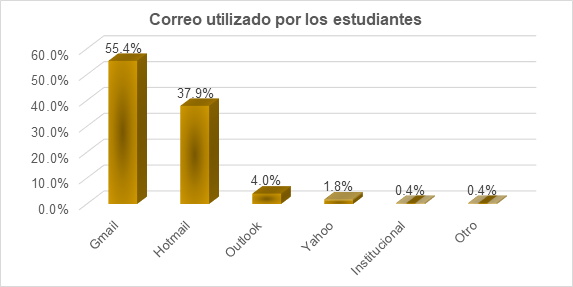 Correo utilizado por los estudiantes
60.0%
50.0%
40.0%
30.0%
20.0%
10.0%
0.0%
55.4%
37.9%
4.0%
1.8%
0.4%
0.4%
Gmail
Hotmail
Outlook
Yahoo
Institucional
Otro